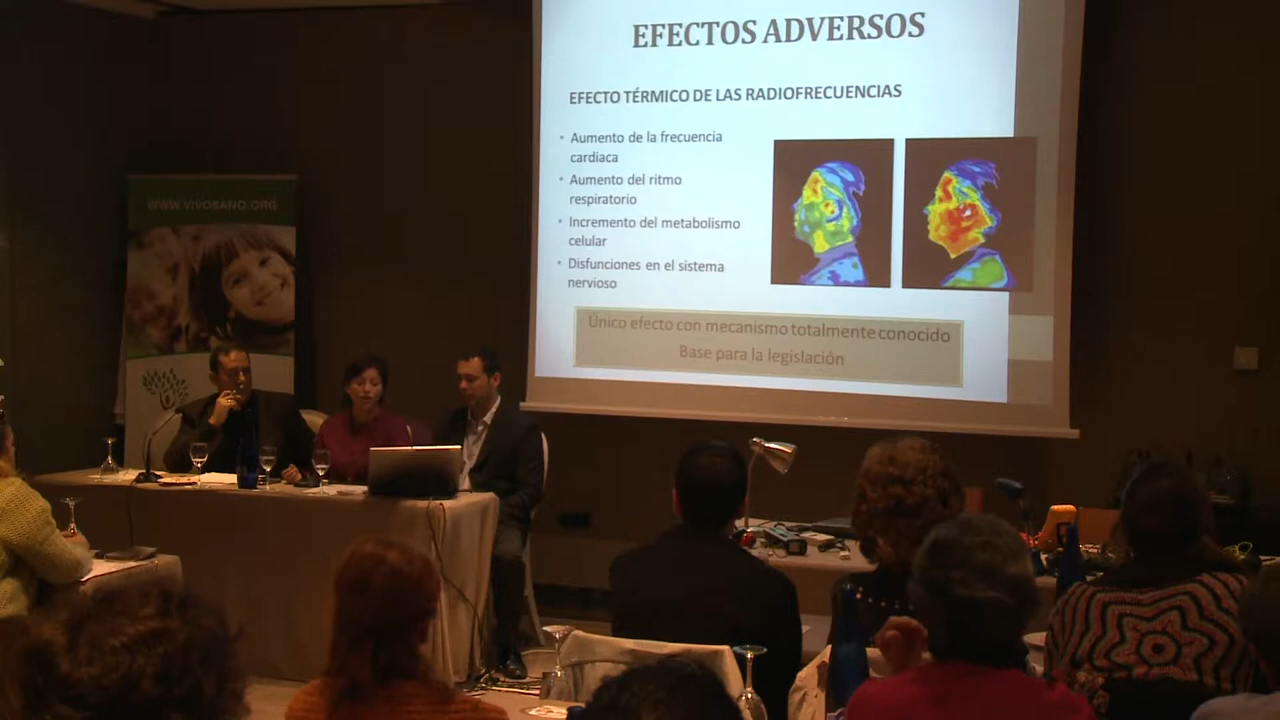 EFECTOS ADVERSOS
EFECTO TÉRMICO DE LAS RADIOFRECUENCIAS
• Aumento de la frecuencia
cardíaca
• Aumento del ritmo
respiratorio
• Incremento del metabolismo
celular
• Disfunciones en el sistema
nervioso
Único efecto con mecanismo totalmente conocido
Base para la legislación
WWW.VIVOSANO.ORG